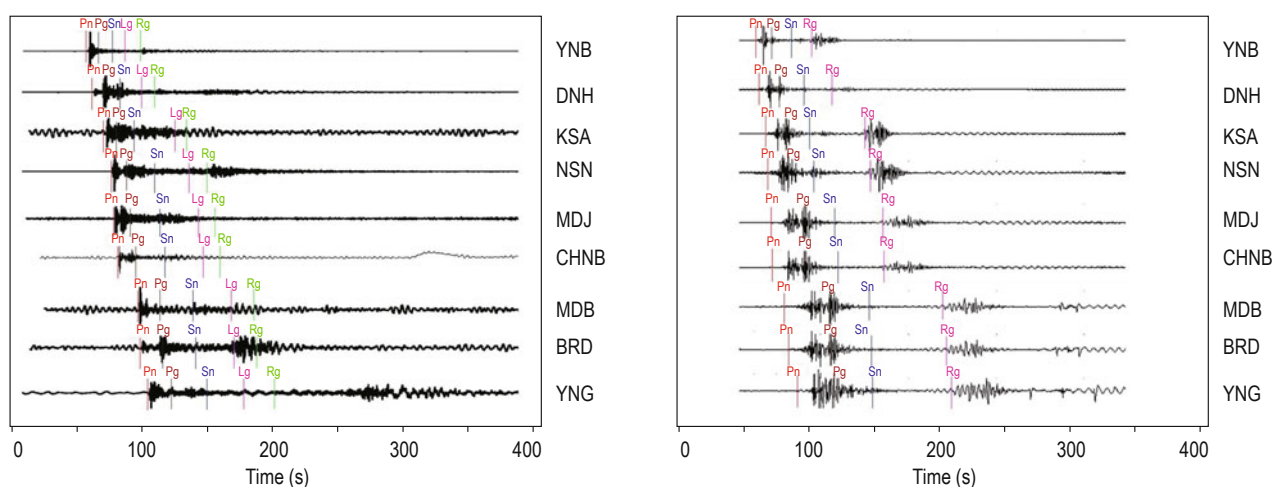 Pn Pg Sn Lg Rg
YNB
Pn Pg Sn Lg Rg
DNH
Pn Pg Sn Lg Rg
KSA
Pn Pg Sn Lg Rg
NSN
Pn Pg Sn Lg Rg
MDJ
Pn Pg Sn Lg Rg
CHNB
Pn Pg Sn Lg Rg
MDB
Pn Pg Sn Lg Rg
BRD
Pn Pg Sn Lg Rg
YNG
0 100 200 300 400
Time (s)
Pn Pg Sn Rg
YNB
Pn Pg Sn Rg
DNH
Pn Pg Sn Rg
KSA
Pn Pg Sn Rg
NSN
Pn Pg Sn Rg
MDJ
Pn Pg Sn Rg
CHNB
Pn Pg Sn Rg
MDB
Pn Pg Sn Rg
BRD
Pn Pg Sn Rg
YNG
0 100 200 300 400
Time (s)